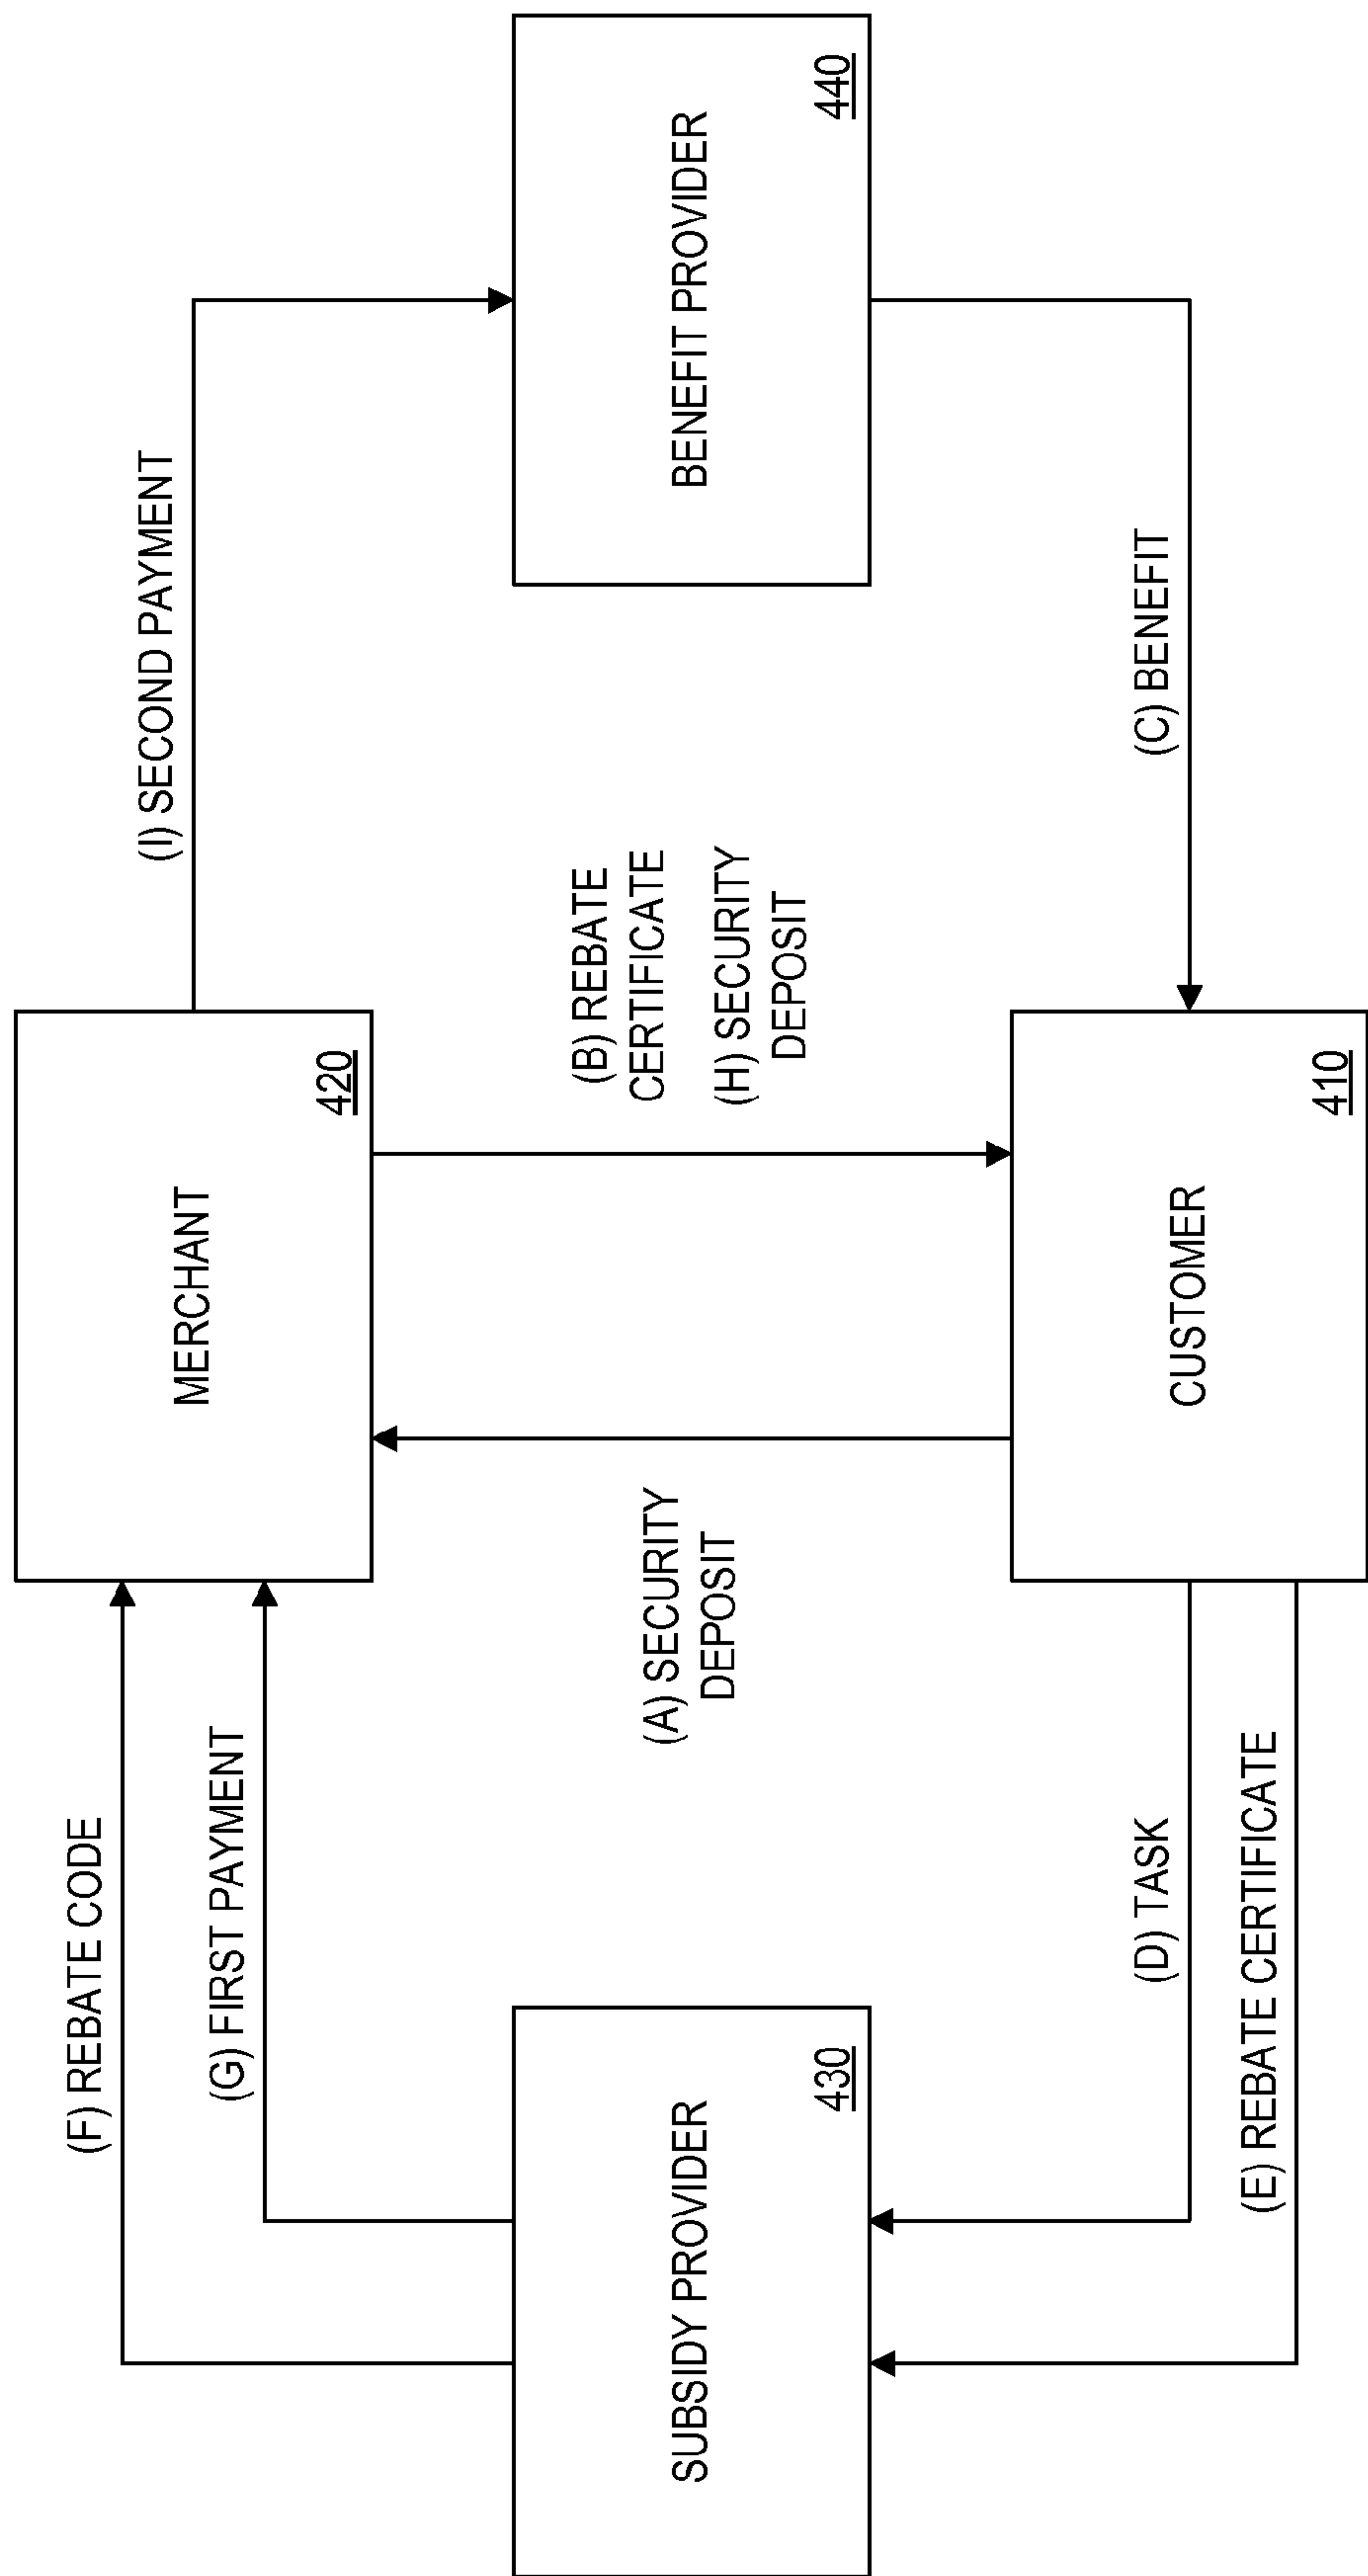 (F) REBATE CODE
(G) FIRST PAYMENT
MERCHANT
420
(I) SECOND PAYMENT
SUBSIDY PROVIDER
430
(A) SECURITY
DEPOSIT
(B) REBATE
CERTIFICATE
(H) SECURITY
DEPOSIT
BENEFIT PROVIDER
440
(D) TASK
(E) REBATE CERTIFICATE
CUSTOMER
410
(C) BENEFIT